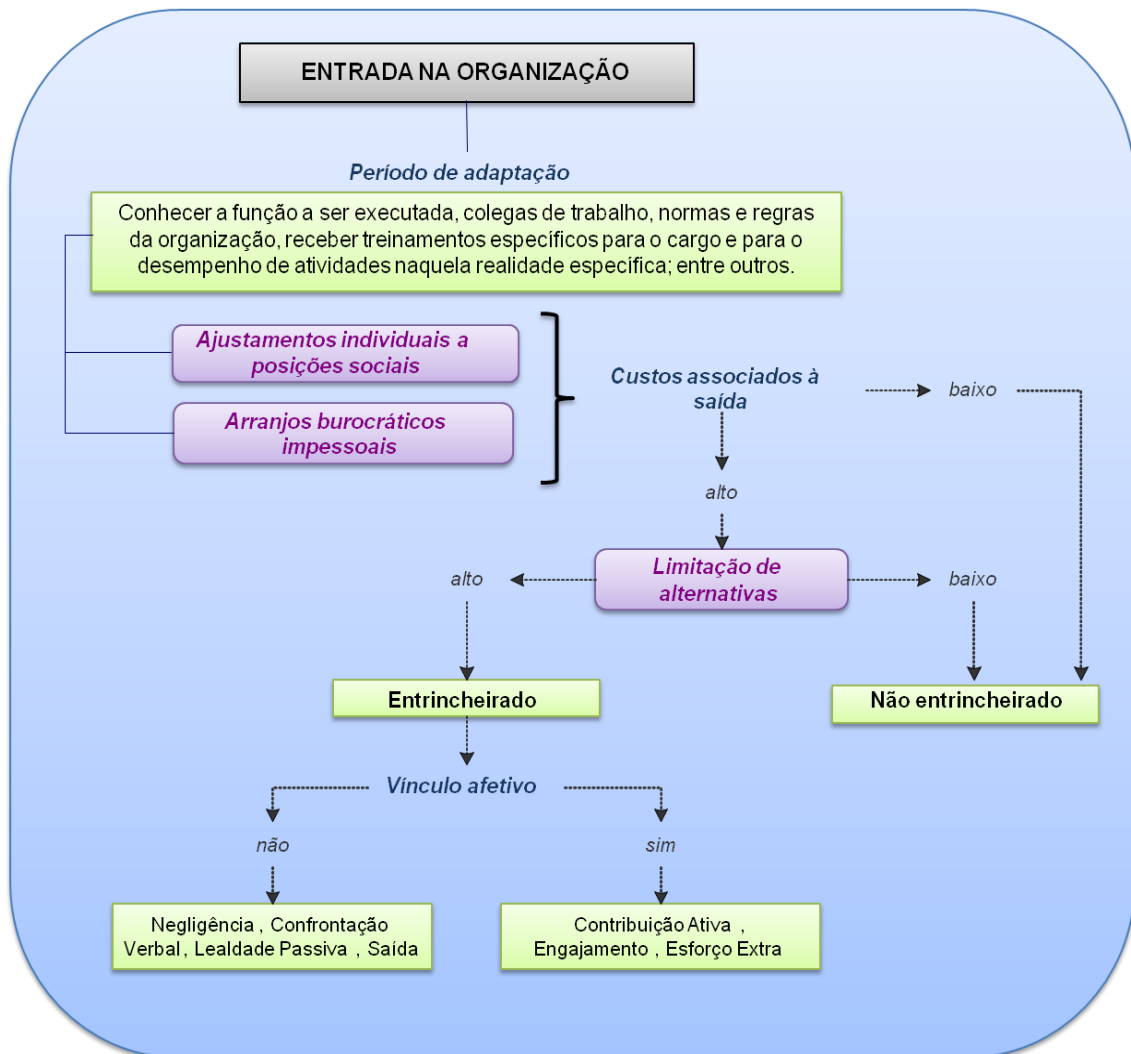 ENTRADA NA ORGANIZAÇÃO
Período de adaptação
Conhecer a função a ser executada, colegas de trabalho, normas e regras
da organização, receber treinamentos específicos para o cargo e para o
desempenho de atividades naquela realidade específica; entre outros.
Ajustamentos individuais a
posições sociais
Arranjos burocráticos
impessoais
Custos associados à
saída
baixo
alto
Limitação de
alternativas
alto
baixo
Entrincheirado
Não entrincheirado
Vínculo afetivo
não
sim
Negligência , Confrontação
Verbal , Lealdade Passiva , Saída
Contribuição Ativa ,
Engajamento , Esforço Extra